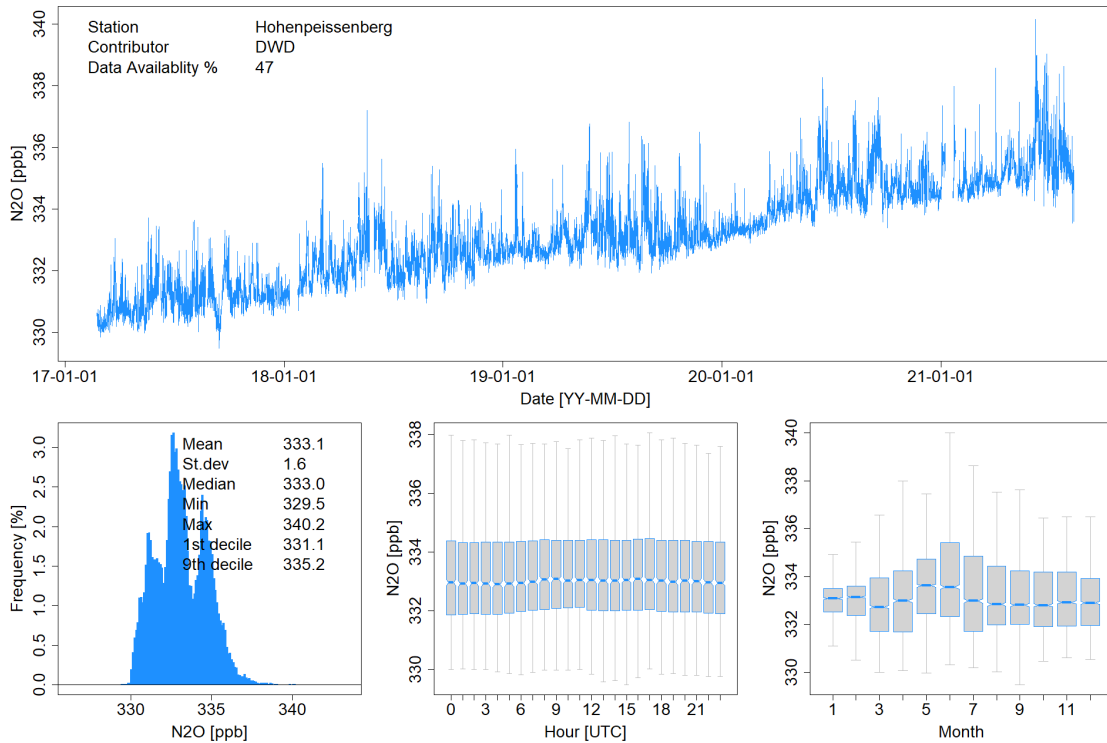 Station Hohenpeissenberg
Contributor DWD
Data Availablity % 47
N2O [ppb]
340
338
336
334
332
330
17-01-01 18-01-01 19-01-01 20-01-01 21-01-01
Date [YY-MM-DD]
Frequency [%]
3.0
2.5
2.0
1.5
1.0
0.5
0.0
Mean 333.1
St.dev 1.6
Median 333.0
Min 329.5
Max 340.2
1st decile 331.1
9th decile 335.2
330 335 340
N2O [ppb]
N2O [ppb]
338
336
334
332
330
0 3 6 9 12 15 18 21
Hour [UTC]
N2O [ppb]
340
338
336
334
332
330
1 3 5 7 9 11
Month